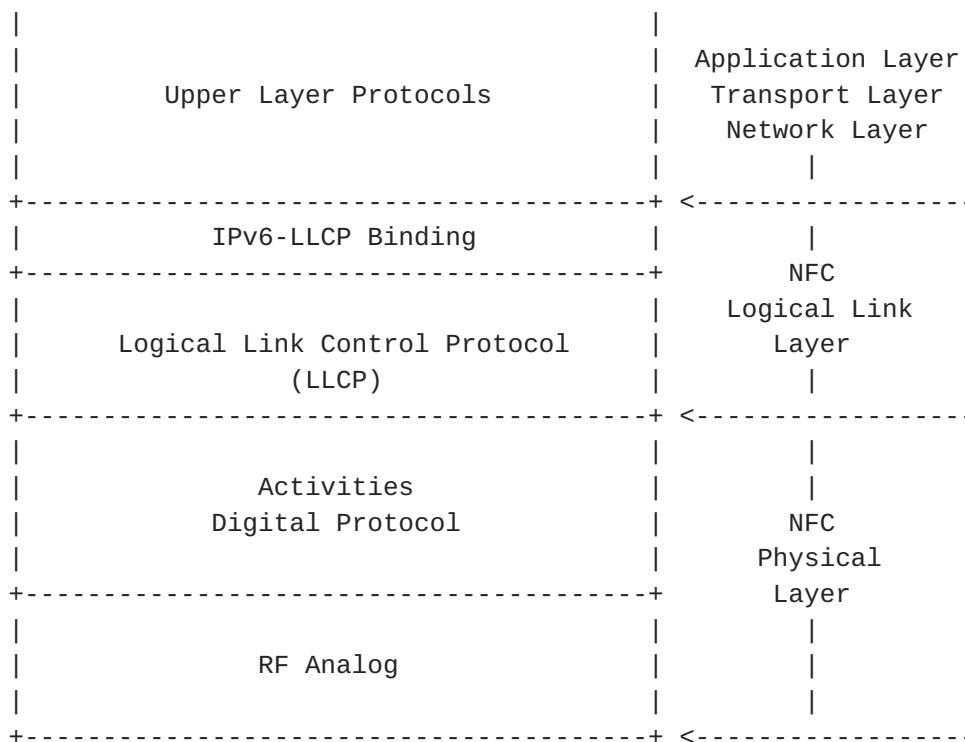 |                                        |
|                                        |  Application Layer
|         Upper Layer Protocols          |   Transport Layer
|                                        |    Network Layer
|                                        |         |
+----------------------------------------+ <------------------
|            IPv6-LLCP Binding           |         |
+----------------------------------------+        NFC
|                                        |    Logical Link
|      Logical Link Control Protocol     |       Layer
|                 (LLCP)                 |         |
+----------------------------------------+ <------------------
|                                        |         |
|               Activities               |         |
|            Digital Protocol            |        NFC
|                                        |      Physical
+----------------------------------------+       Layer
|                                        |         |
|               RF Analog                |         |
|                                        |         |
+----------------------------------------+ <------------------